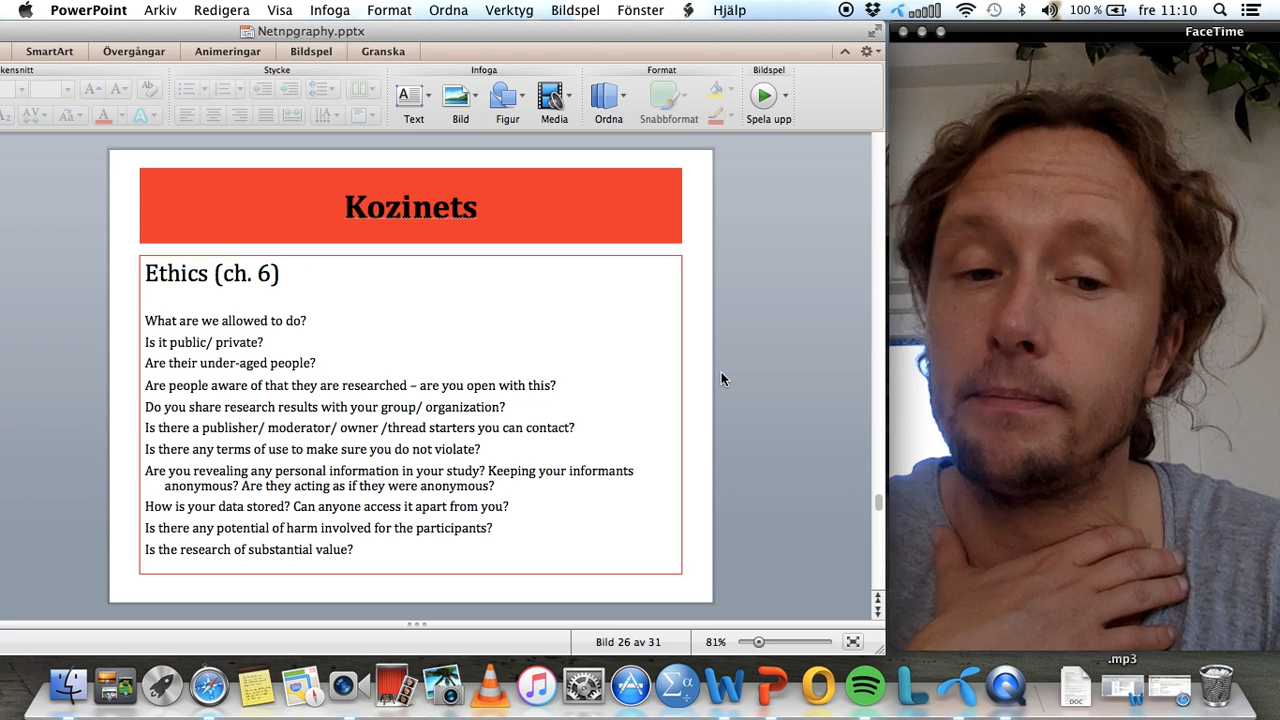 PowerPoint Arkiv Redigera Visa Infoga Format Ordna Verktyg Bildspel Fönster Hjälp 100 % fre 11:10
Netnpgraphy.pptx
FaceTime
SmartArt Övergångar Animeringar Bildspel Granska
kensnitt Stycke Infoga Format Bildspel
Text Bild Figur Media Ordna Snabbformat Spela upp
Kozinets
Ethics (ch. 6)
What are we allowed to do?
Is it public/ private?
Are their under-aged people?
Are people aware of that they are researched – are you open with this?
Do you share research results with your group/ organization?
Is there a publisher/ moderator/ owner /thread starters you can contact?
Is there any terms of use to make sure you do not violate?
Are you revealing any personal information in your study? Keeping your informants
anonymous? Are they acting as if they were anonymous?
How is your data stored? Can anyone access it apart from you?
Is there any potential of harm involved for the participants?
Is the research of substantial value?
Bild 26 av 31 81%
.mp3
DOC